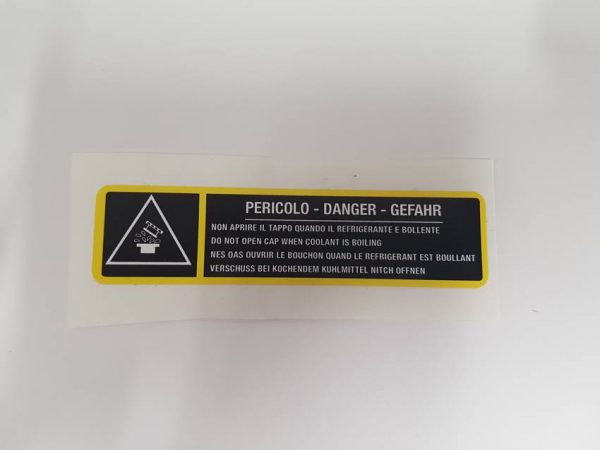 PERICOLO - DANGER - GEFAHR
NON APRIRE IL TAPPO QUANDO IL REFRIGERANTE E BOLLENTE
DO NOT OPEN CAP WHEN COOLANT IS BOILING
NES OAS OUVRIR LE BOUCHON QUAND LE REFRIGERANT EST BOULLANT
VERSCHUSS BEI KOCHENDEM KUHLMITTEL NITCH OFFNEN